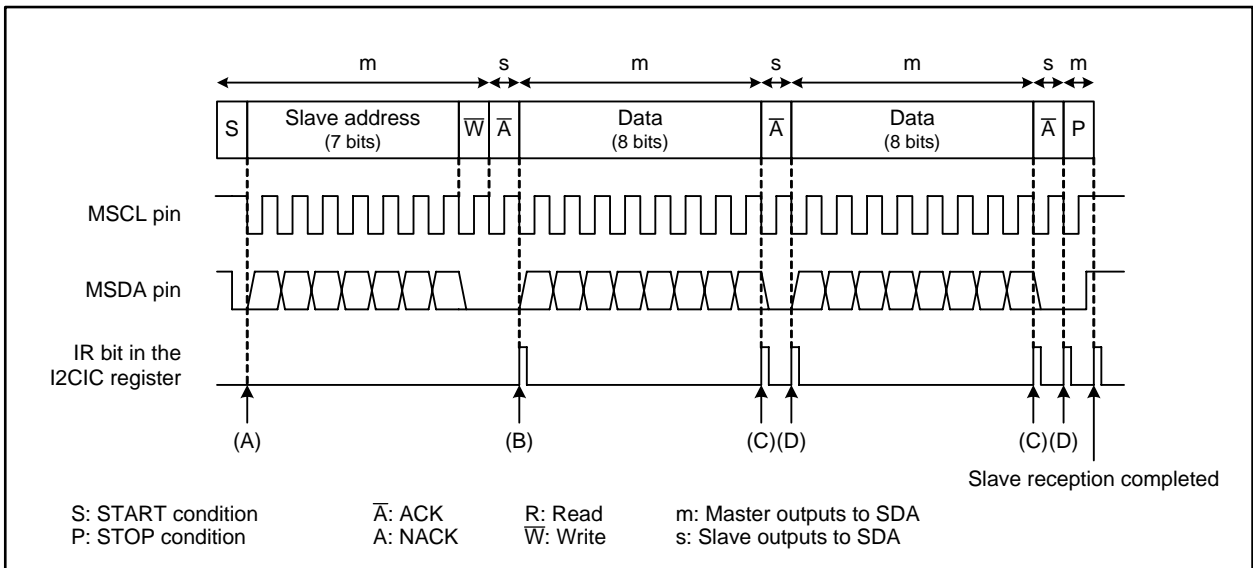 m s m s m s m
S Slave address (7 bits) W̅ A̅ Data (8 bits) A̅ Data (8 bits) A̅ P
MSCL pin
MSDA pin
IR bit in the
I2CIC register
(A) (B) (C) (D) (C) (D)
Slave reception completed
S: START condition A̅: ACK R: Read m: Master outputs to SDA
P: STOP condition A: NACK W̅: Write s: Slave outputs to SDA